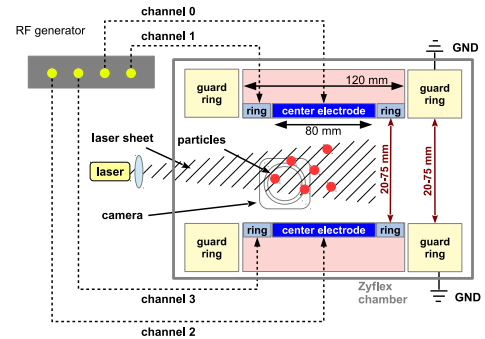 channel 0
RF generator
channel 1
GND
120 mm
guard
ring
guard
ring
ring
center electrode
ring
80 mm
laser sheet
particles
laser
20-75 mm
20-75 mm
camera
ring
center electrode
ring
guard
ring
guard
ring
Zyflex
chamber
GND
channel 3
channel 2